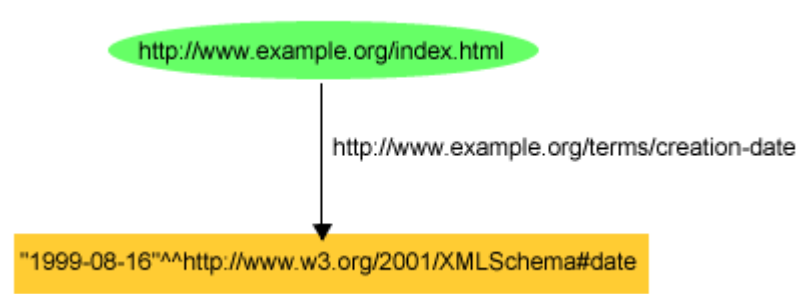 http://www.example.org/index.html
http://www.example.org/terms/creation-date
"1999-08-16"^^http://www.w3.org/2001/XMLSchema#date